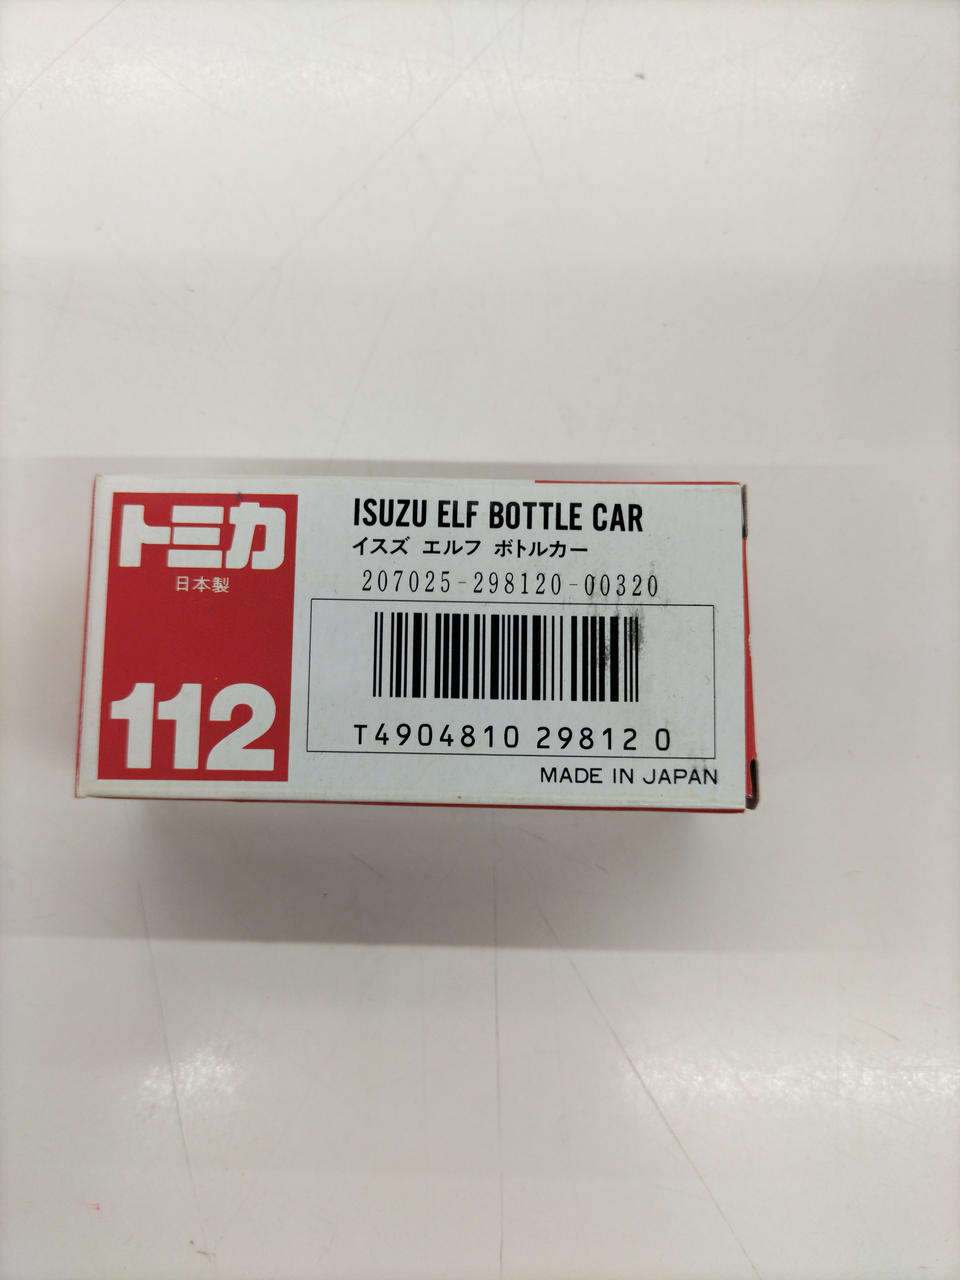 トミカ
日本製
112
ISUZU ELF BOTTLE CAR
イスズ エルフ ボトルカー
207025-298120-00320
T4904810 29812 0
MADE IN JAPAN